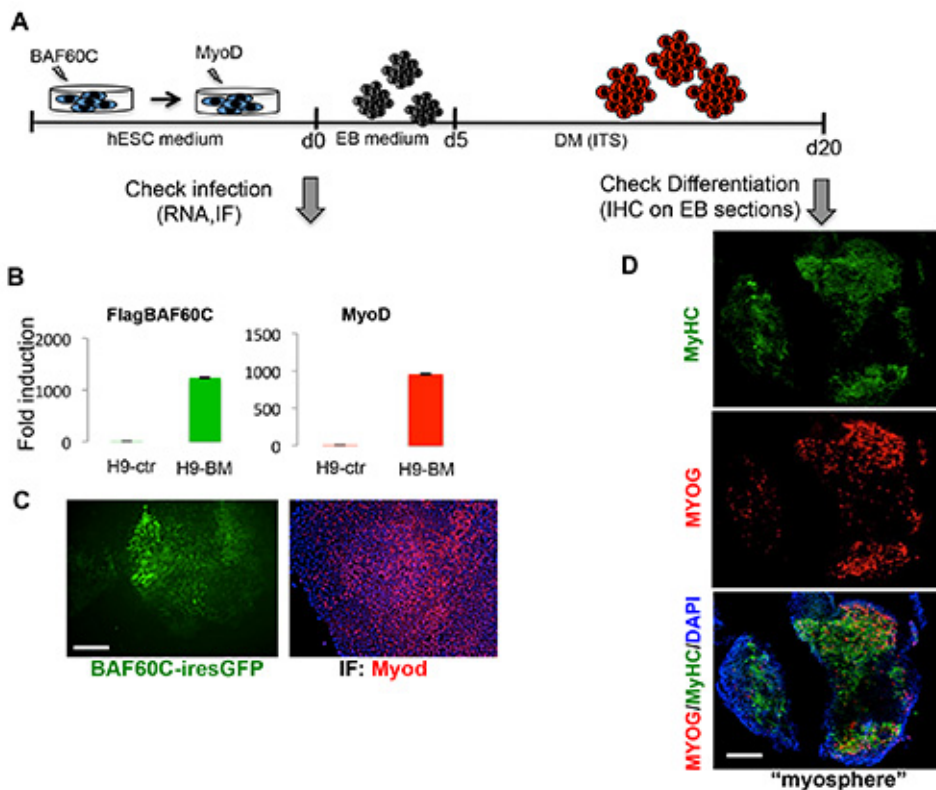 A
BAF60C
MyoD
hESC medium
d0
EB medium
d5
DM (ITS)
d20
Check infection
(RNA,IF)
Check Differentiation
(IHC on EB sections)
B
FlagBAF60C
MyoD
Fold induction
2000
1000
0
H9-ctr
H9-BM
1500
1000
500
0
H9-ctr
H9-BM
C
BAF60C-iresGFP
IF: Myod
D
MyHC
MYOG
MYOG/MyHC/DAPI
“myosphere”